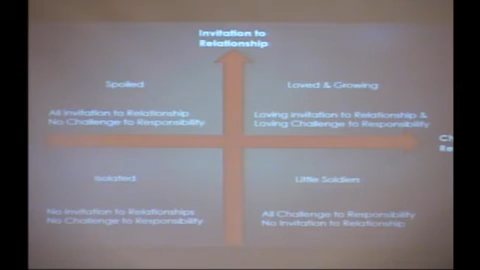 Invitation to
Relationship
Spoiled
Loved & Growing
All Invitation to Relationship
No Challenge to Responsibility
Loving Invitation to Relationship &
Loving Challenge to Responsibility
Isolated
Little Soldiers
No Invitation to Relationships
No Challenge to Responsibility
All Challenge to Responsibility
No Invitation to Relationship